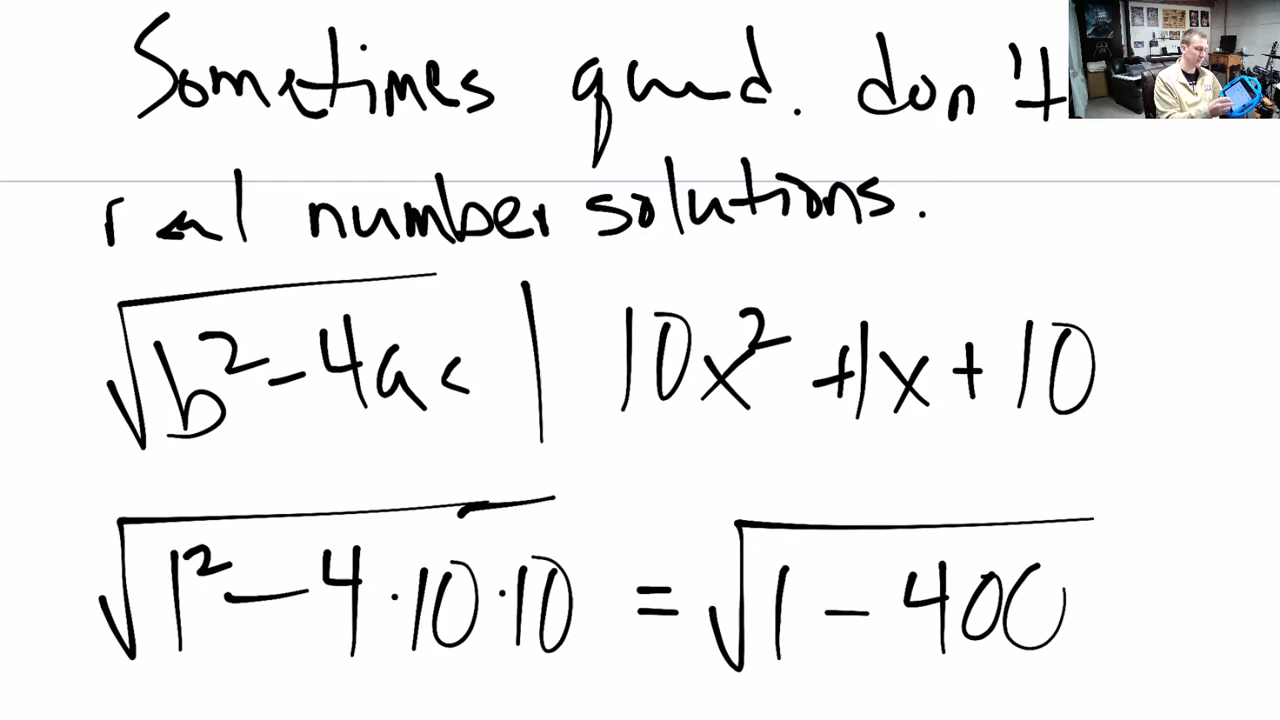 Sometimes quad. don't
real number solutions.
√b²-4ac | 10x² +1x+10
√1²-4·10·10 = √1-400